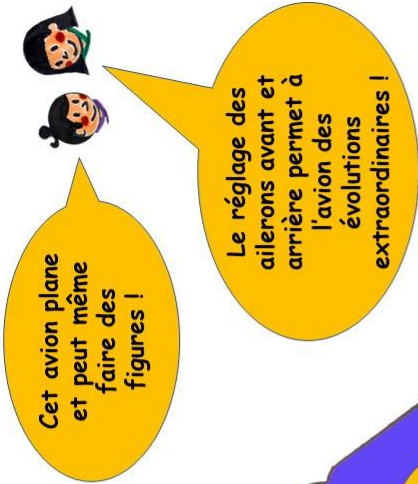 Cet avion plane
et peut même
faire des
figures !
Le réglage des
ailerons avant et
arrière permet à
l'avion des
évolutions
extraordinaires !